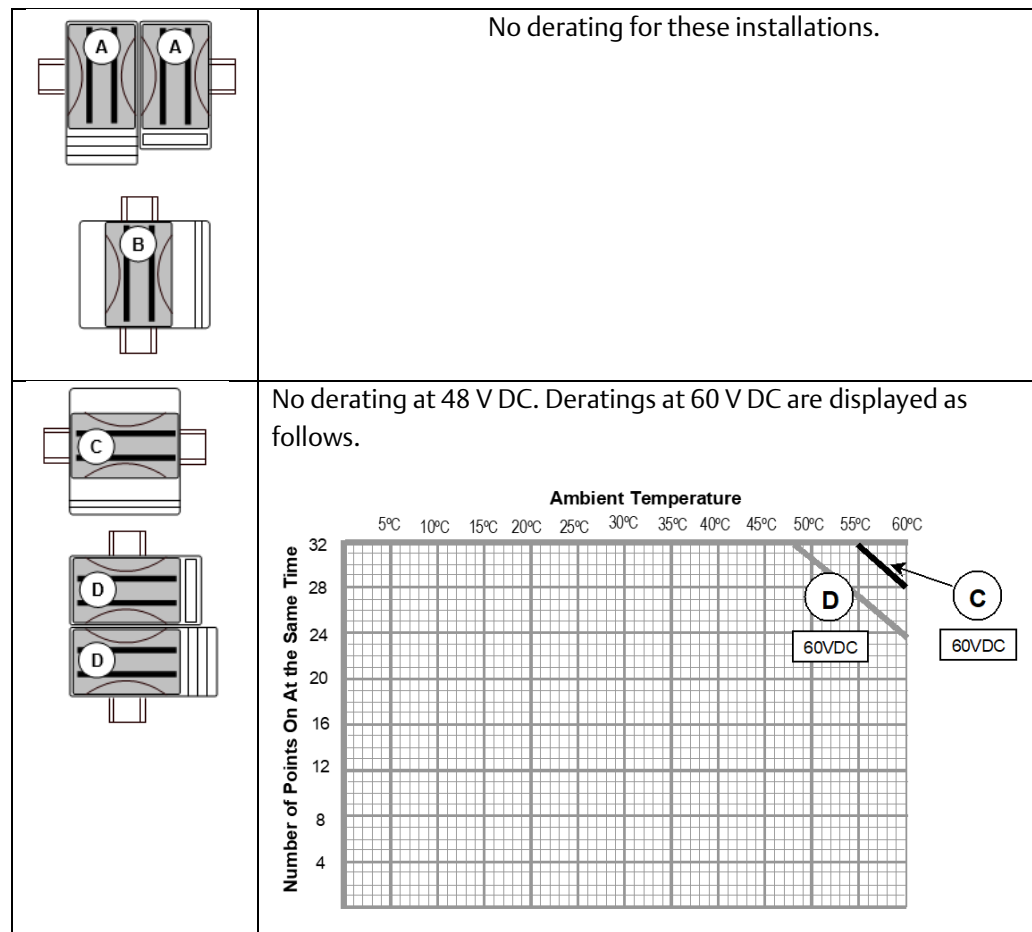 A A
No derating for these installations.
B
C
D
D
No derating at 48 V DC. Deratings at 60 V DC are displayed as
follows.
Ambient Temperature
5ºC 10ºC 15ºC 20ºC 25ºC 30ºC 35ºC 40ºC 45ºC 50ºC 55ºC 60ºC
Number of Points On At the Same Time
32
28
24
20
16
12
8
4
D
60VDC
C
60VDC